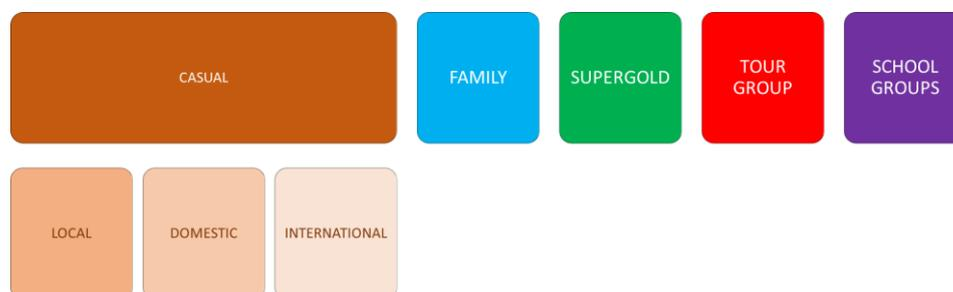 CASUAL
FAMILY
SUPERGOLD
TOUR
GROUP
SCHOOL
GROUPS
LOCAL
DOMESTIC
INTERNATIONAL